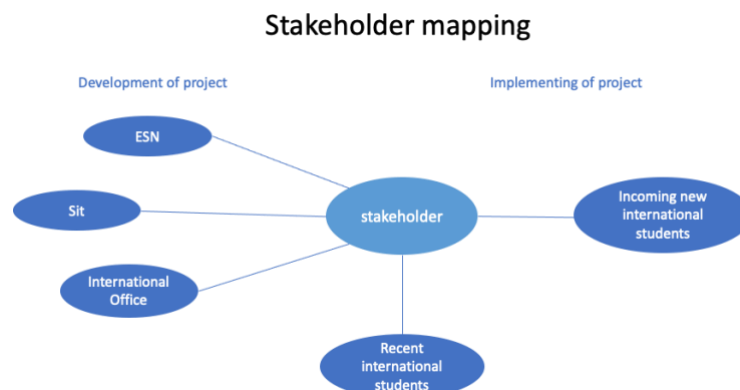 Stakeholder mapping
Development of project
Implementing of project
ESN
Sit
International
Office
stakeholder
Incoming new
international
students
Recent
international
students